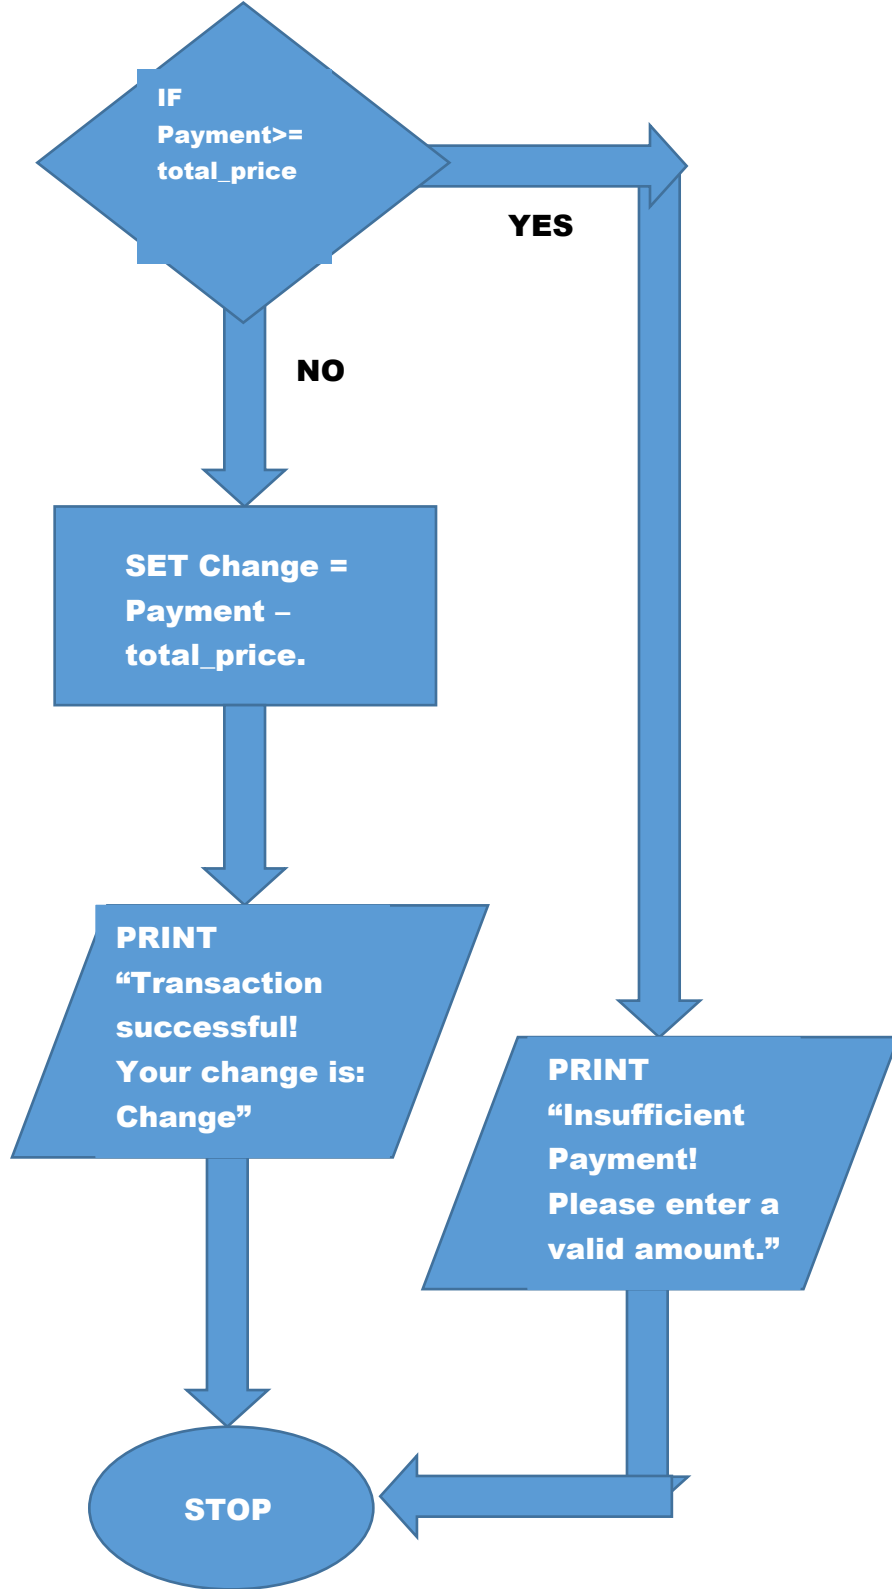 IF
Payment>=
total_price
YES
NO
SET Change =
Payment –
total_price.
PRINT
“Transaction
successful!
Your change is:
Change”
PRINT
“Insufficient
Payment!
Please enter a
valid amount.”
STOP